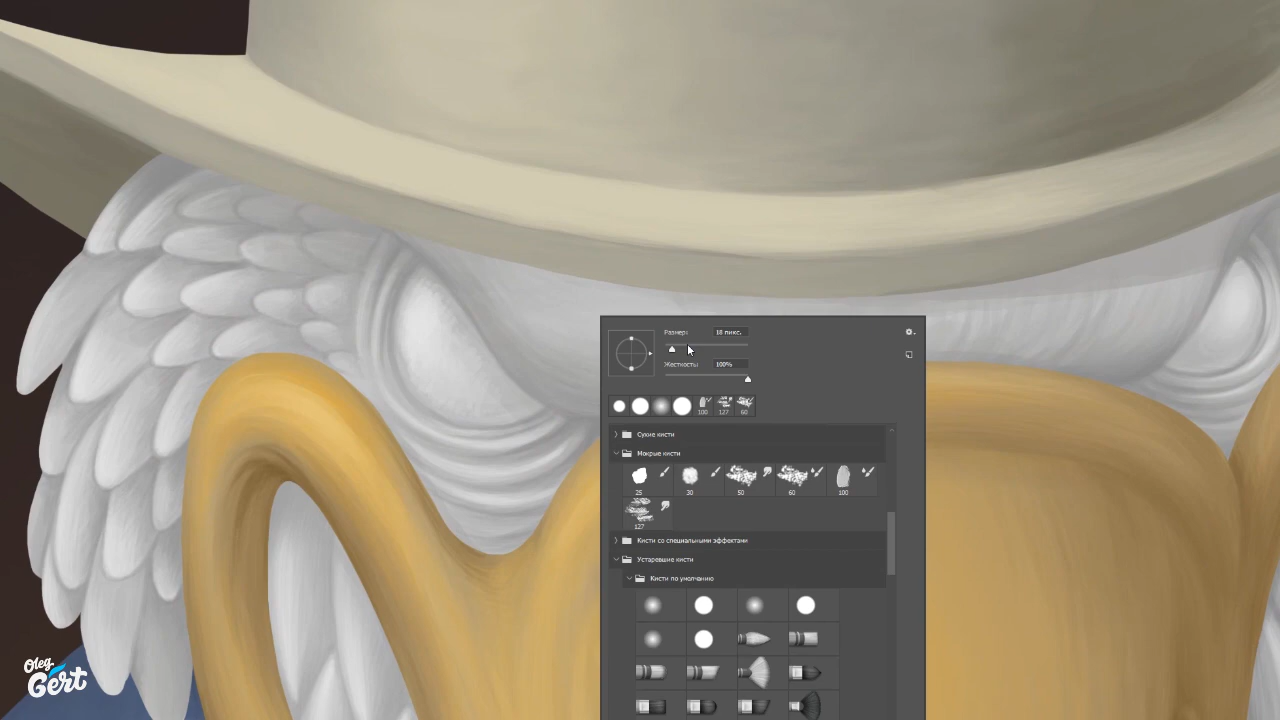 Размер:
18 пикс.
Жесткость:
100%
100
127
60
Сухие кисти
Мокрые кисти
25
30
50
60
100
127
Кисти со специальными эффектами
Устаревшие кисти
Кисти по умолчанию
Oleg
Gert